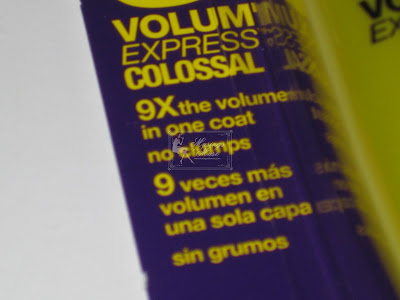 VOLUM'
EXPRESS
COLOSSAL
9X the volume
in one coat
no clumps
9 veces más
volumen en
una sola capa
sin grumos